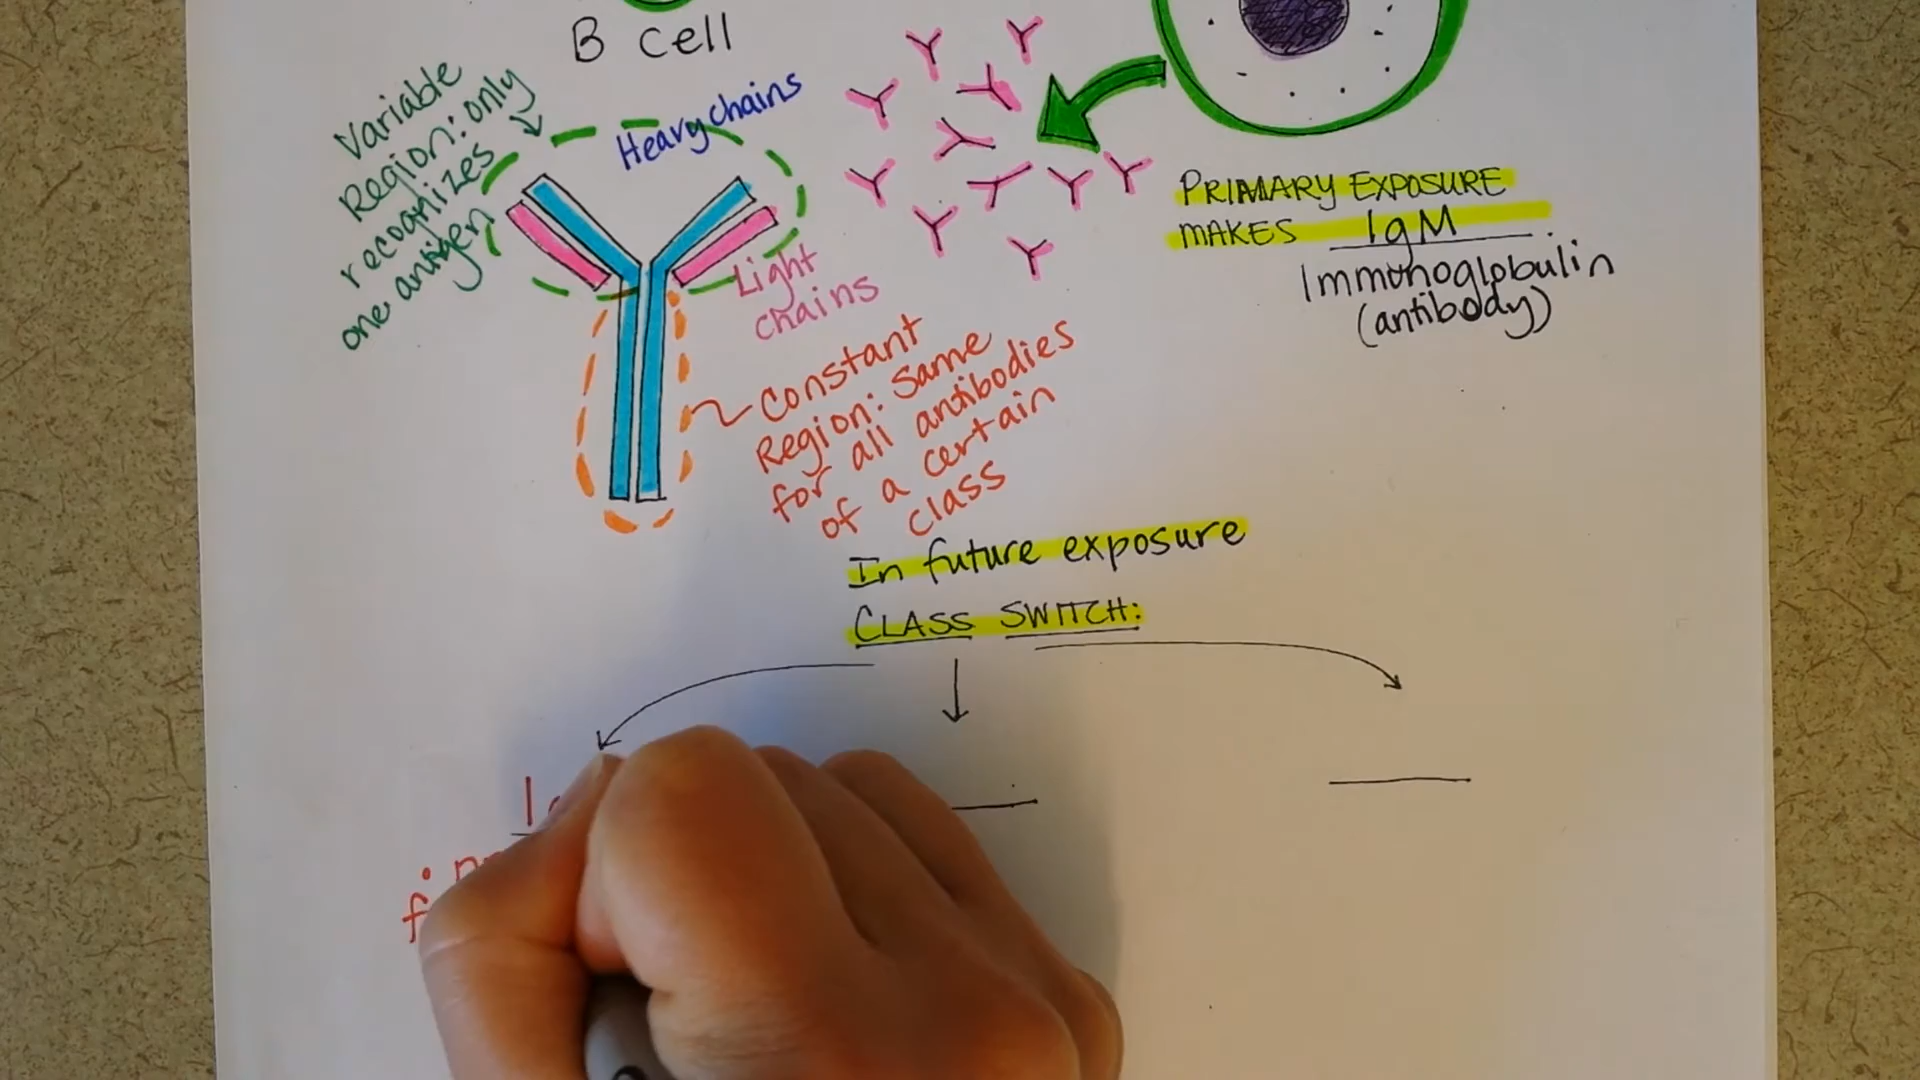 B cell
Variable
Region: only
recognizes
one antigen
Heavy chains
Light
chains
Constant
Region: Same
for all antibodies
of a certain
class
PRIMARY EXPOSURE
MAKES IgM
Immunoglobulin
(antibody)
In future exposure
CLASS SWITCH: